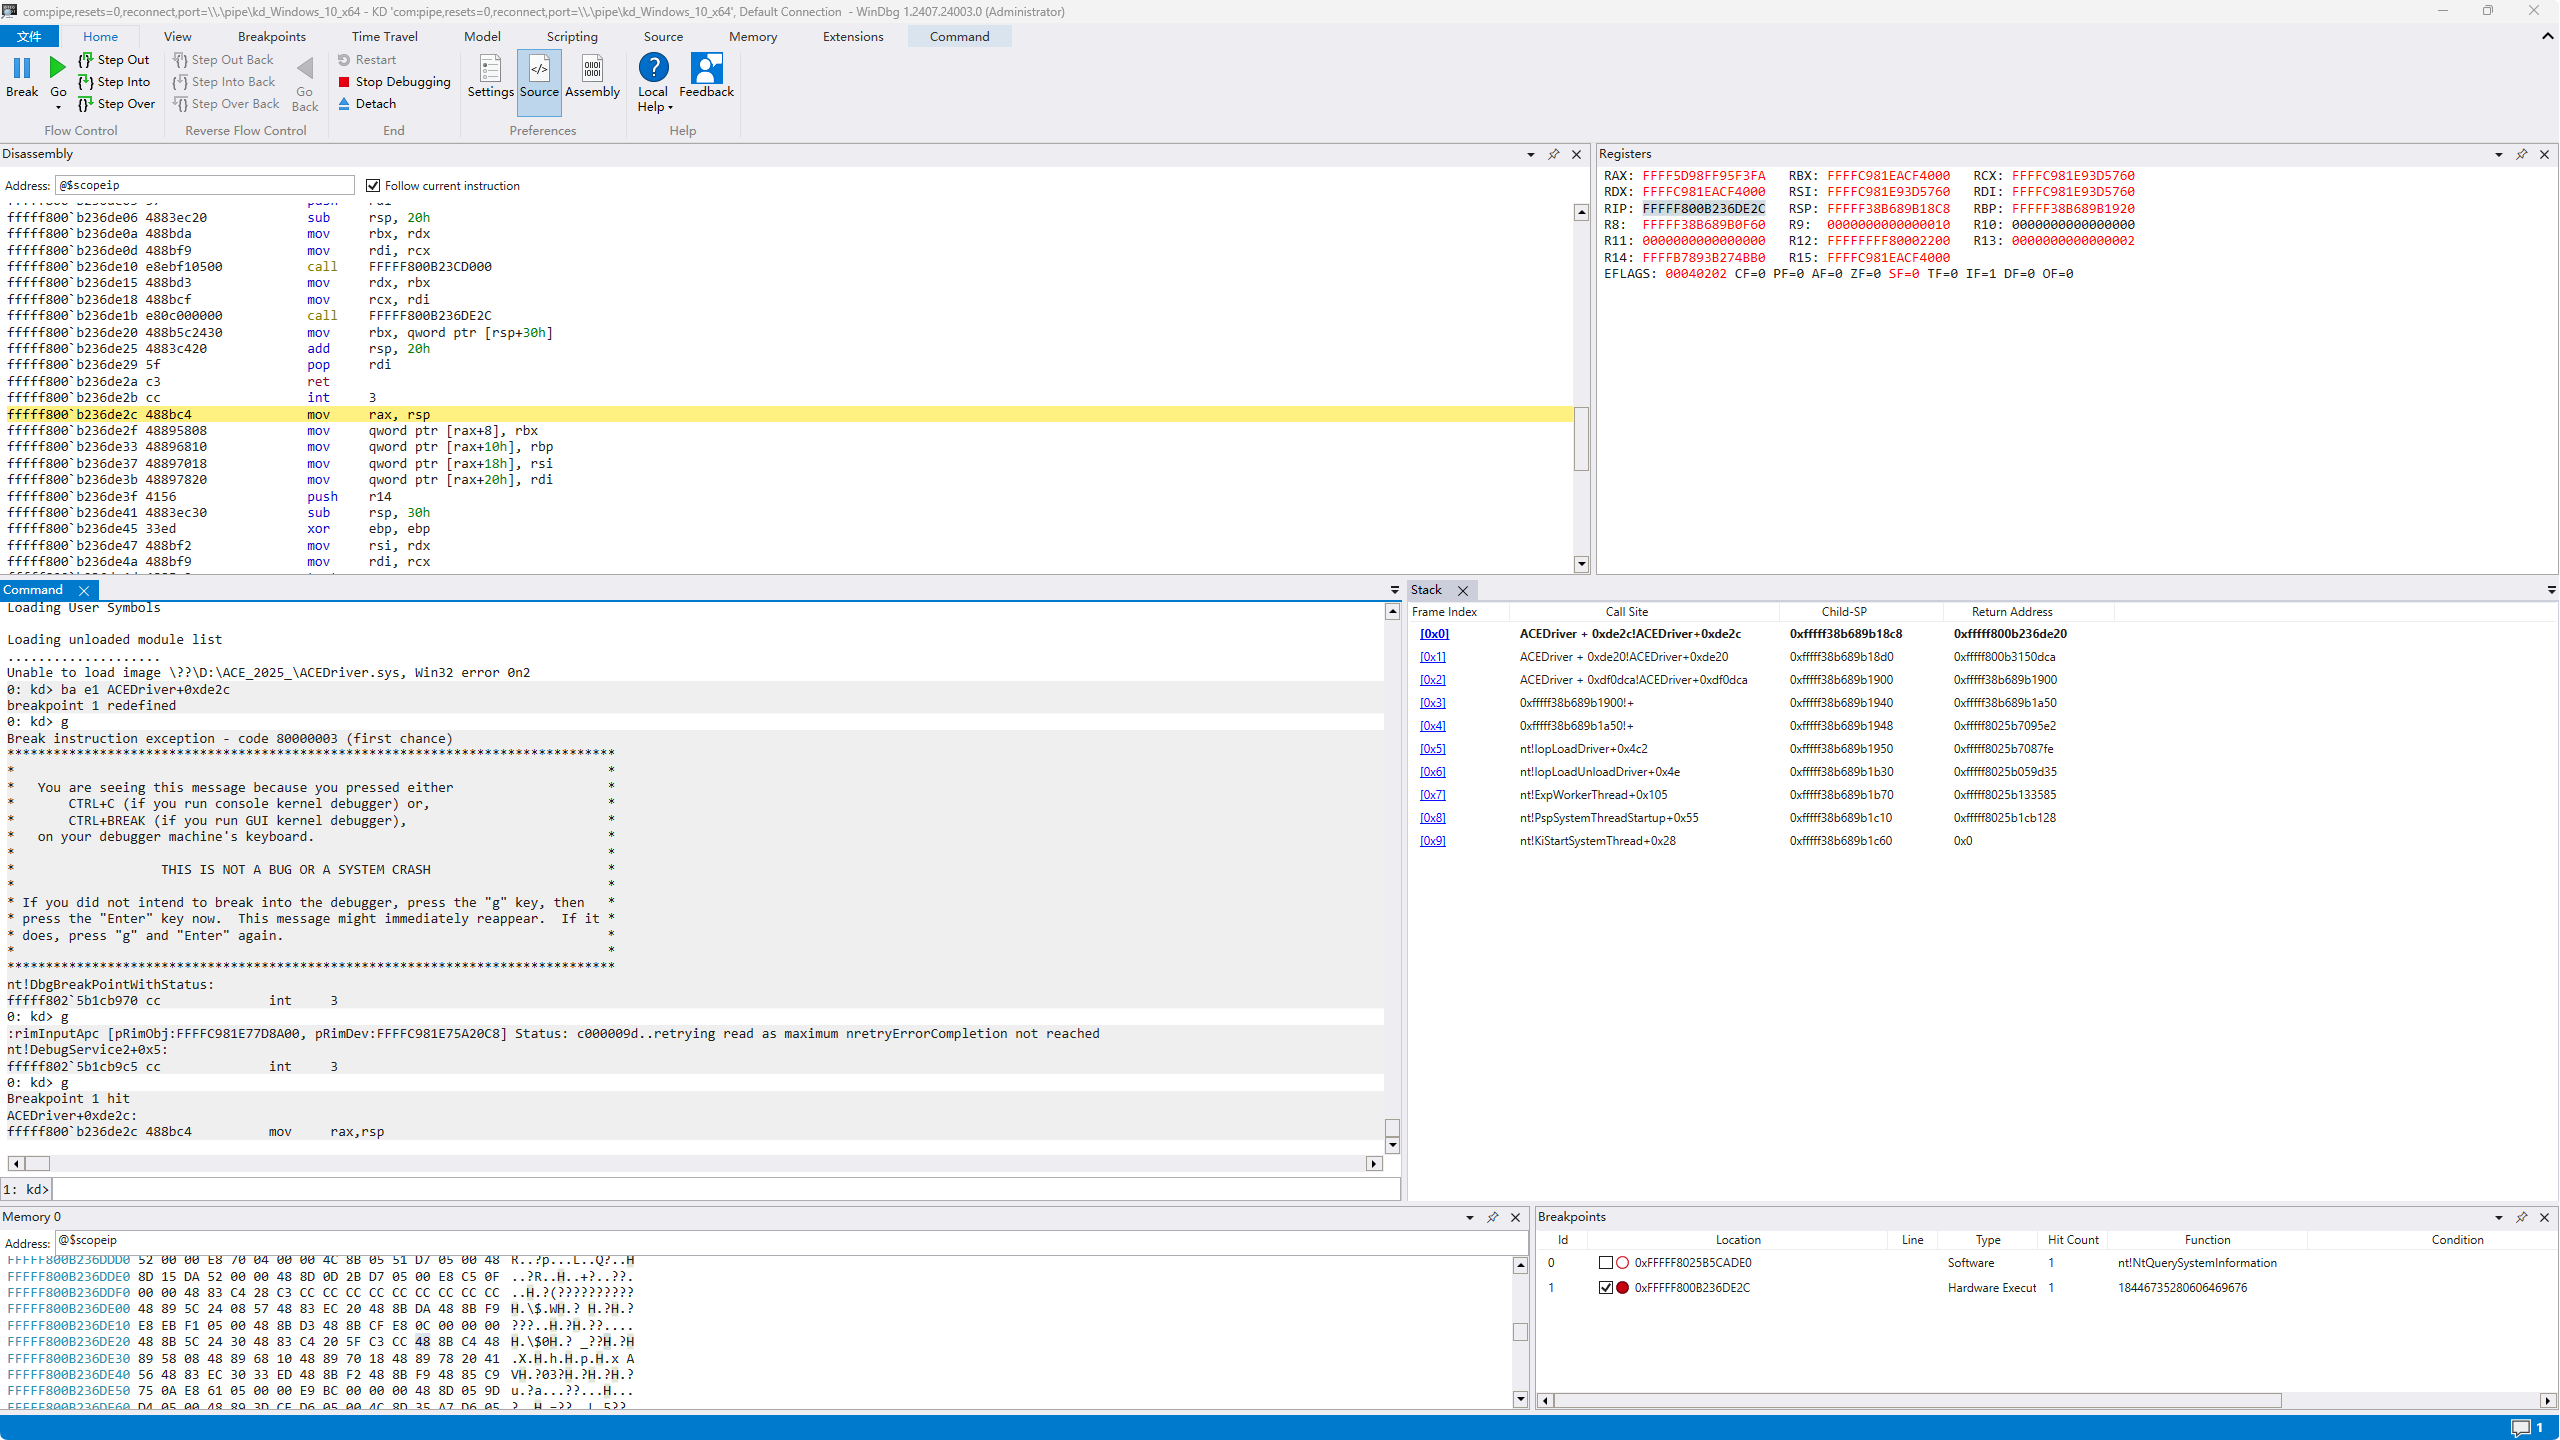 com:pipe,resets=0,reconnect,port=\\.\pipe\kd_Windows_10_x64 - KD 'com:pipe,resets=0,reconnect,port=\\.\pipe\kd_Windows_10_x64', Default Connection - WinDbg 1.2407.24003.0 (Administrator)
文件 Home View Breakpoints Time Travel Model Scripting Source Memory Extensions Command
Break Go Step Out Step Into Step Over
Step Out Back Step Into Back Step Over Back Go Back
Restart Stop Debugging Detach
Settings Source Assembly Local Help Feedback
Flow Control Reverse Flow Control End Preferences Help
Disassembly
Address: @$scopeip Follow current instruction
fffff800`b236de06 4883ec20 sub rsp, 20h
fffff800`b236de0a 488bda mov rbx, rdx
fffff800`b236de0d 488bf9 mov rdi, rcx
fffff800`b236de10 e8ebf10500 call FFFFF800B23CD000
fffff800`b236de15 488bd3 mov rdx, rbx
fffff800`b236de18 488bcf mov rcx, rdi
fffff800`b236de1b e80c000000 call FFFFF800B236DE2C
fffff800`b236de20 488b5c2430 mov rbx, qword ptr [rsp+30h]
fffff800`b236de25 4883c420 add rsp, 20h
fffff800`b236de29 5f pop rdi
fffff800`b236de2a c3 ret
fffff800`b236de2b cc int 3
fffff800`b236de2c 488bc4 mov rax, rsp
fffff800`b236de2f 48895808 mov qword ptr [rax+8], rbx
fffff800`b236de33 48896810 mov qword ptr [rax+10h], rbp
fffff800`b236de37 48897018 mov qword ptr [rax+18h], rsi
fffff800`b236de3b 48897820 mov qword ptr [rax+20h], rdi
fffff800`b236de3f 4156 push r14
fffff800`b236de41 4883ec30 sub rsp, 30h
fffff800`b236de45 33ed xor ebp, ebp
fffff800`b236de47 488bf2 mov rsi, rdx
fffff800`b236de4a 488bf9 mov rdi, rcx
Registers
RAX: FFFF5D98FF95F3FA RBX: FFFFC981EACF4000 RCX: FFFFC981E93D5760
RDX: FFFFC981EACF4000 RSI: FFFFC981E93D5760 RDI: FFFFC981E93D5760
RIP: FFFFF800B236DE2C RSP: FFFFF38B689B18C8 RBP: FFFFF38B689B1920
R8: FFFFF38B689B0F60 R9: 0000000000000010 R10: 0000000000000000
R11: 0000000000000000 R12: FFFFFFFF80002200 R13: 0000000000000002
R14: FFFFB7893B274BB0 R15: FFFFC981EACF4000
EFLAGS: 00040202 CF=0 PF=0 AF=0 ZF=0 SF=0 TF=0 IF=1 DF=0 OF=0
Command
Loading User Symbols
Loading unloaded module list
....................
Unable to load image \??\D:\ACE_2025_\ACEDriver.sys, Win32 error 0n2
0: kd> ba e1 ACEDriver+0xde2c
breakpoint 1 redefined
0: kd> g
Break instruction exception - code 80000003 (first chance)
*******************************************************************************
* *
* You are seeing this message because you pressed either *
* CTRL+C (if you run console kernel debugger) or, *
* CTRL+BREAK (if you run GUI kernel debugger), *
* on your debugger machine's keyboard. *
* *
* THIS IS NOT A BUG OR A SYSTEM CRASH *
* *
* If you did not intend to break into the debugger, press the "g" key, then *
* press the "Enter" key now. This message might immediately reappear. If it *
* does, press "g" and "Enter" again. *
* *
*******************************************************************************
nt!DbgBreakPointWithStatus:
fffff802`5b1cb970 cc int 3
0: kd> g
:rimInputApc [pRimObj:FFFFC981E77D8A00, pRimDev:FFFFC981E75A20C8] Status: c000009d..retrying read as maximum nretryErrorCompletion not reached
nt!DebugService2+0x5:
fffff802`5b1cb9c5 cc int 3
0: kd> g
Breakpoint 1 hit
ACEDriver+0xde2c:
fffff800`b236de2c 488bc4 mov rax,rsp
1: kd>
Stack
Frame Index Call Site Child-SP Return Address
[0x0] ACEDriver + 0xde2c!ACEDriver+0xde2c 0xfffff38b689b18c8 0xfffff800b236de20
[0x1] ACEDriver + 0xde20!ACEDriver+0xde20 0xfffff38b689b18d0 0xfffff800b3150dca
[0x2] ACEDriver + 0xdf0dca!ACEDriver+0xdf0dca 0xfffff38b689b1900 0xfffff38b689b1900
[0x3] 0xfffff38b689b1900!+ 0xfffff38b689b1940 0xfffff38b689b1a50
[0x4] 0xfffff38b689b1a50!+ 0xfffff38b689b1948 0xfffff8025b7095e2
[0x5] nt!IopLoadDriver+0x4c2 0xfffff38b689b1950 0xfffff8025b7087fe
[0x6] nt!IopLoadUnloadDriver+0x4e 0xfffff38b689b1b30 0xfffff8025b059d35
[0x7] nt!ExpWorkerThread+0x105 0xfffff38b689b1b70 0xfffff8025b133585
[0x8] nt!PspSystemThreadStartup+0x55 0xfffff38b689b1c10 0xfffff8025b1cb128
[0x9] nt!KiStartSystemThread+0x28 0xfffff38b689b1c60 0x0
Memory 0
Address: @$scopeip
FFFFF800B236DDD0 52 00 00 E8 70 04 00 00 4C 8B 05 51 D7 05 00 48 R..?p...L..Q?..H
FFFFF800B236DDE0 8D 15 DA 52 00 00 48 8D 0D 2B D7 05 00 E8 C5 0F ..?R..H..+?..??.
FFFFF800B236DDF0 00 00 48 83 C4 28 C3 CC CC CC CC CC CC CC CC CC ..H.?(??????????
FFFFF800B236DE00 48 89 5C 24 08 57 48 83 EC 20 48 8B DA 48 8B F9 H.\$.WH.? H.?H.?
FFFFF800B236DE10 E8 EB F1 05 00 48 8B D3 48 8B CF E8 0C 00 00 00 ???..H.?H.??....
FFFFF800B236DE20 48 8B 5C 24 30 48 83 C4 20 5F C3 CC 48 8B C4 48 H.\$0H.? _??H.?H
FFFFF800B236DE30 89 58 08 48 89 68 10 48 89 70 18 48 89 78 20 41 .X.H.h.H.p.H.x A
FFFFF800B236DE40 56 48 83 EC 30 33 ED 48 8B F2 48 8B F9 48 85 C9 VH.?03?H.?H.?H.?
FFFFF800B236DE50 75 0A E8 61 05 00 00 E9 BC 00 00 00 48 8D 05 9D u.?a...??...H...
Breakpoints
Id Location Line Type Hit Count Function Condition
0 0xFFFFF8025B5CADE0 Software 1 nt!NtQuerySystemInformation
1 0xFFFFF800B236DE2C Hardware Execut 1 18446735280606469676
1